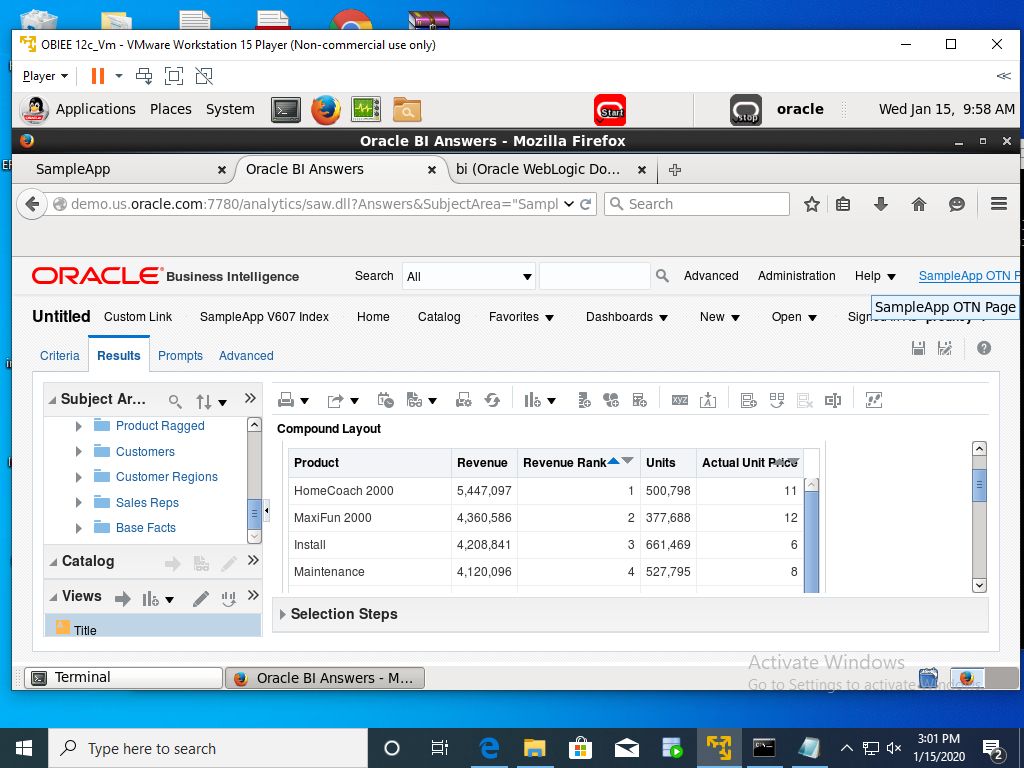 OBIEE 12c_Vm - VMware Workstation 15 Player (Non-commercial use only)
Player
Applications Places System Start stop oracle Wed Jan 15, 9:58 AM
Oracle BI Answers - Mozilla Firefox
SampleApp Oracle BI Answers bi (Oracle WebLogic Do...
demo.us.oracle.com:7780/analytics/saw.dll?Answers&SubjectArea="Sampl Search
ORACLE Business Intelligence Search All Advanced Administration Help SampleApp OTN P
SampleApp OTN Page
Untitled Custom Link SampleApp V607 Index Home Catalog Favorites Dashboards New Open
Criteria Results Prompts Advanced
Subject Ar...
Product Ragged
Customers
Customer Regions
Sales Reps
Base Facts
Catalog
Views
Title
Compound Layout
Product Revenue Revenue Rank Units Actual Unit Price
HomeCoach 2000 5,447,097 1 500,798 11
MaxiFun 2000 4,360,586 2 377,688 12
Install 4,208,841 3 661,469 6
Maintenance 4,120,096 4 527,795 8
Selection Steps
Activate Windows
Go to Settings to activate Windows.
Terminal Oracle BI Answers - M...
Type here to search
3:01 PM
1/15/2020
2